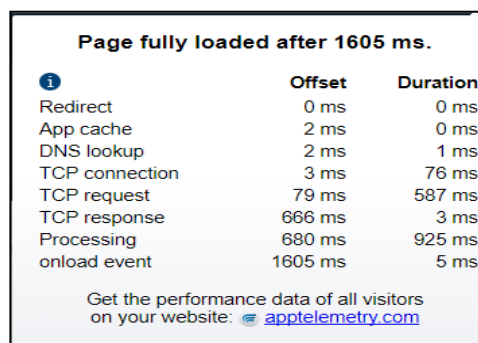 Page fully loaded after 1605 ms.
i Offset Duration
Redirect 0 ms 0 ms
App cache 2 ms 0 ms
DNS lookup 2 ms 1 ms
TCP connection 3 ms 76 ms
TCP request 79 ms 587 ms
TCP response 666 ms 3 ms
Processing 680 ms 925 ms
onload event 1605 ms 5 ms
Get the performance data of all visitors
on your website: apptelemetry.com